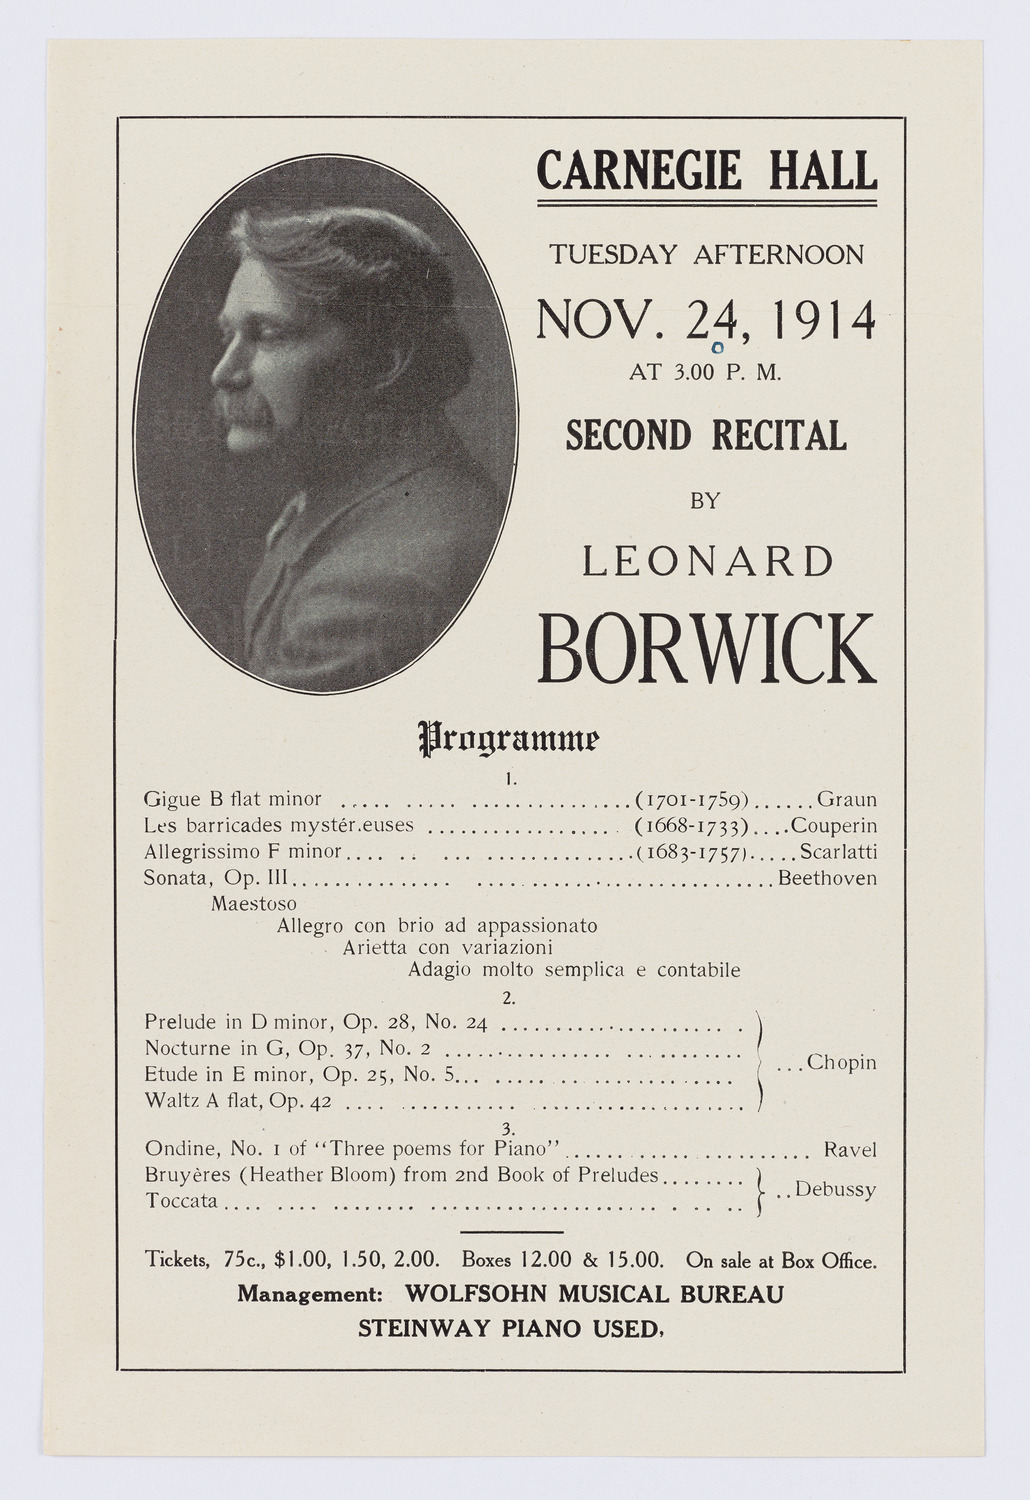 CARNEGIE HALL
TUESDAY AFTERNOON
NOV. 24, 1914
AT 3.00 P. M.
SECOND RECITAL
BY
LEONARD
BORWICK
Programme
1.
Gigue B flat minor ..... ..... ...............(1701-1759)......Graun
Les barricades mystér.euses .................. (1668-1733)....Couperin
Allegrissimo F minor.... .. ... ..............(1683-1757).....Scarlatti
Sonata, Op. III................ ..............................Beethoven
Maestoso
Allegro con brio ad appassionato
Arietta con variazioni
Adagio molto semplica e contabile
2.
Prelude in D minor, Op. 28, No. 24 ......................
Nocturne in G, Op. 37, No. 2 ................ ...........
Etude in E minor, Op. 25, No. 5... ..... .. .............
...Chopin
Waltz A flat, Op. 42 .... ........... ...................
3.
Ondine, No. 1 of “Three poems for Piano”....................... Ravel
Bruyères (Heather Bloom) from 2nd Book of Preludes........
..Debussy
Toccata.... .... ........ .......................... . .. ..
Tickets, 75c., $1.00, 1.50, 2.00. Boxes 12.00 & 15.00. On sale at Box Office.
Management: WOLFSOHN MUSICAL BUREAU
STEINWAY PIANO USED,